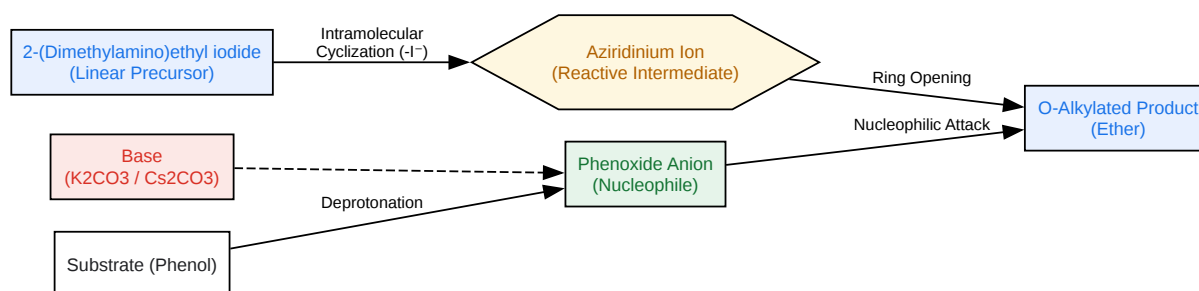 2-(Dimethylamino)ethyl iodide
(Linear Precursor)
Intramolecular
Cyclization (-I⁻)
Aziridinium Ion
(Reactive Intermediate)
Ring Opening
O-Alkylated Product
(Ether)
Nucleophilic Attack
Base
(K2CO3 / Cs2CO3)
Phenoxide Anion
(Nucleophile)
Deprotonation
Substrate (Phenol)